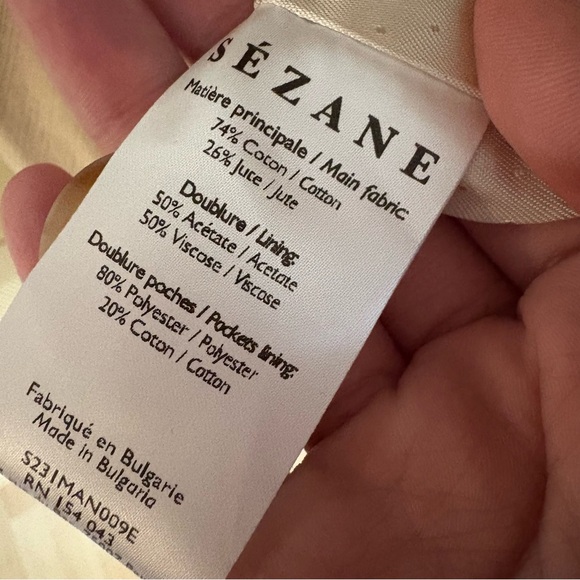 SÉZANE
Matière principale / Main fabric
74% Coton / Cotton
26% Jute / Jute
Doublure / Lining
50% Acétate / Acetate
50% Viscose / Viscose
Doublure poches / Pockets lining
80% Polyester / Polyester
20% Coton / Cotton
Fabriqué en Bulgarie
Made in Bulgaria
S231MAN009E
RN 154 043